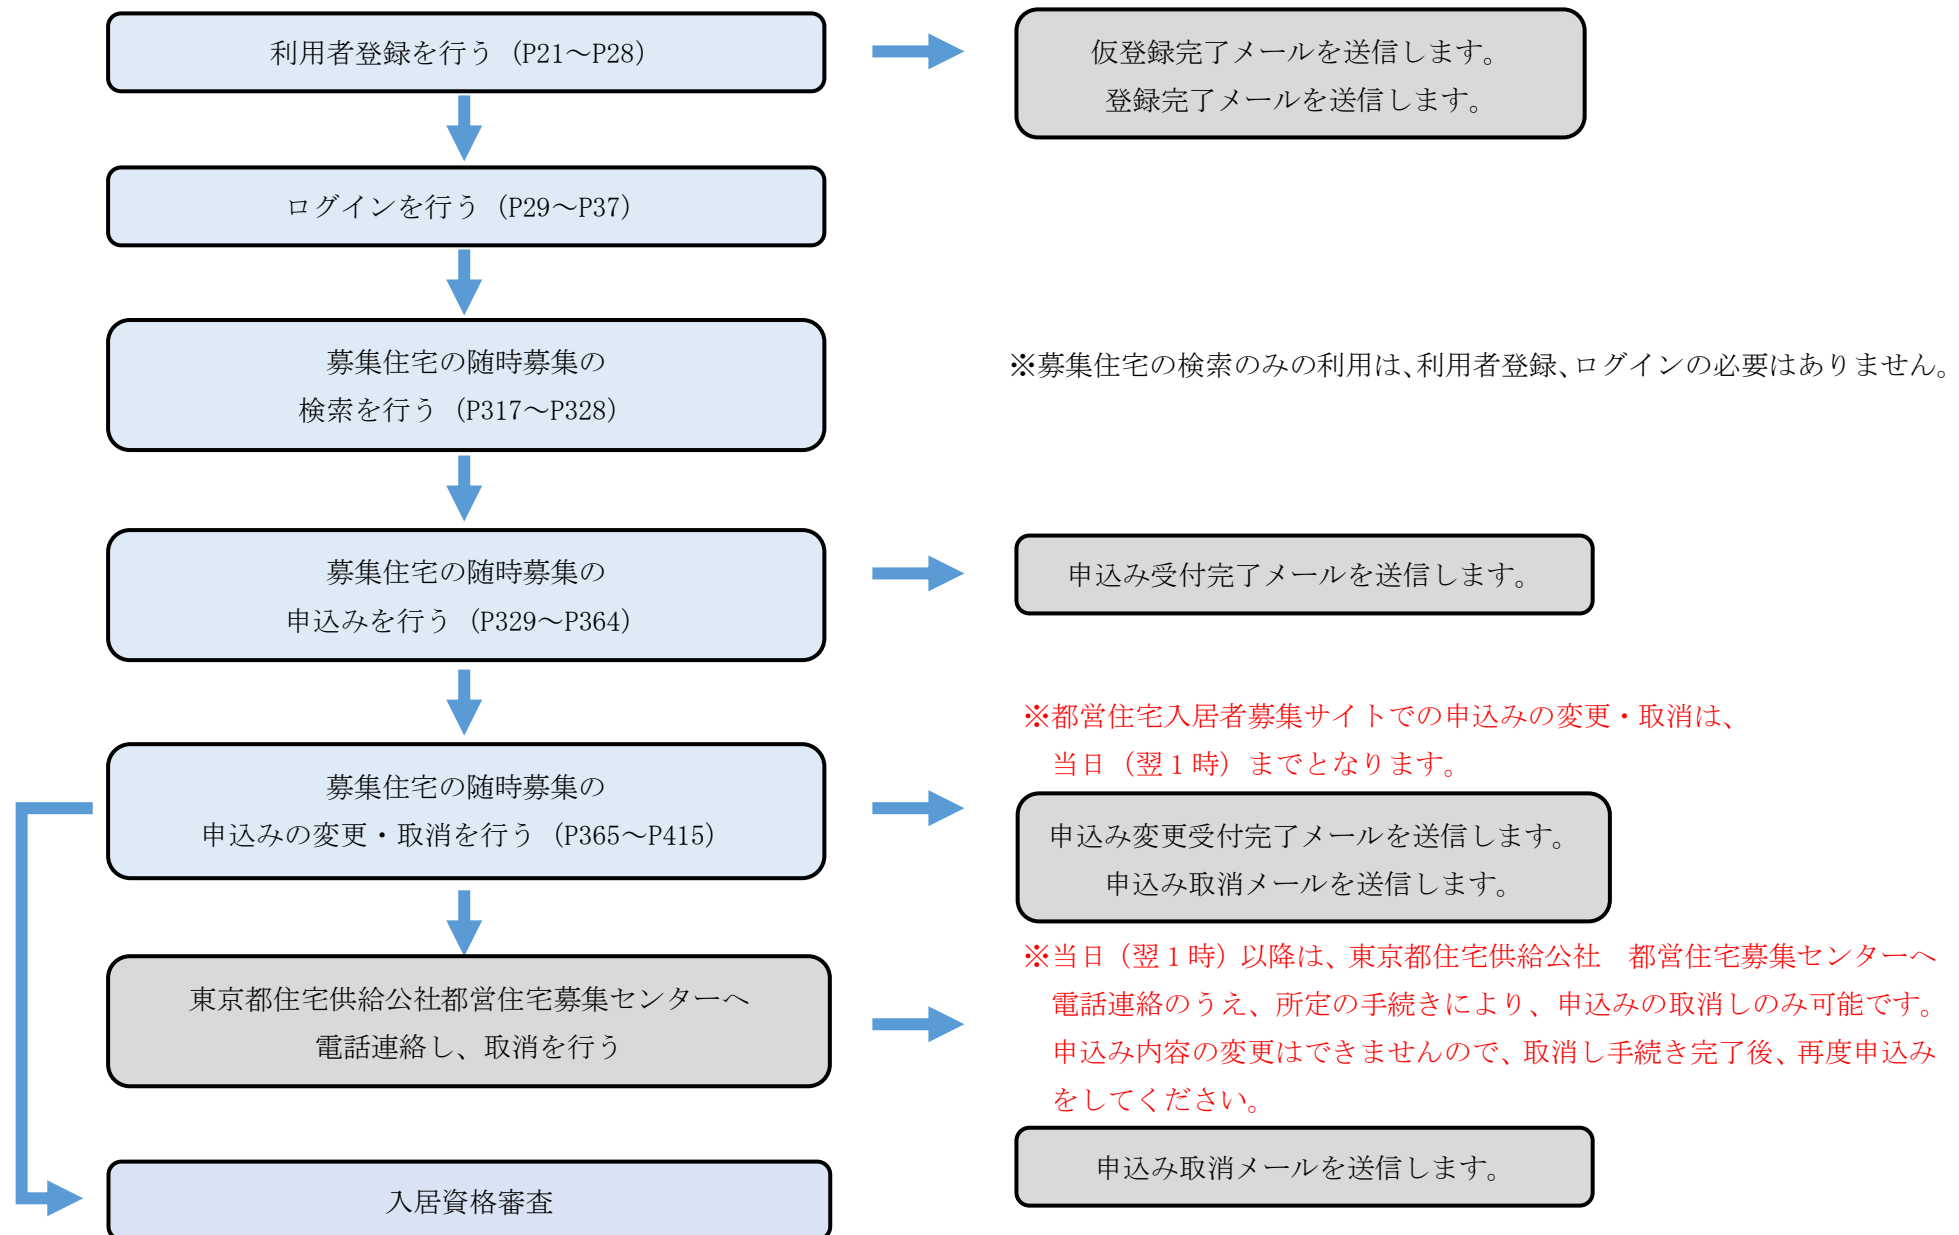 利用者登録を行う（P21～P28）
仮登録完了メールを送信します。
登録完了メールを送信します。
ログインを行う（P29～P37）
募集住宅の随時募集の
検索を行う（P317～P328）
※募集住宅の検索のみの利用は、利用者登録、ログインの必要はありません。
募集住宅の随時募集の
申込みを行う（P329～P364）
申込み受付完了メールを送信します。
※都営住宅入居者募集サイトでの申込みの変更・取消は、
当日（翌１時）までとなります。
募集住宅の随時募集の
申込みの変更・取消を行う（P365～P415）
申込み変更受付完了メールを送信します。
申込み取消メールを送信します。
東京都住宅供給公社都営住宅募集センターへ
電話連絡し、取消を行う
※当日（翌１時）以降は、東京都住宅供給公社　都営住宅募集センターへ
電話連絡のうえ、所定の手続きにより、申込みの取消しのみ可能です。
申込み内容の変更はできませんので、取消し手続き完了後、再度申込み
をしてください。
申込み取消メールを送信します。
入居資格審査